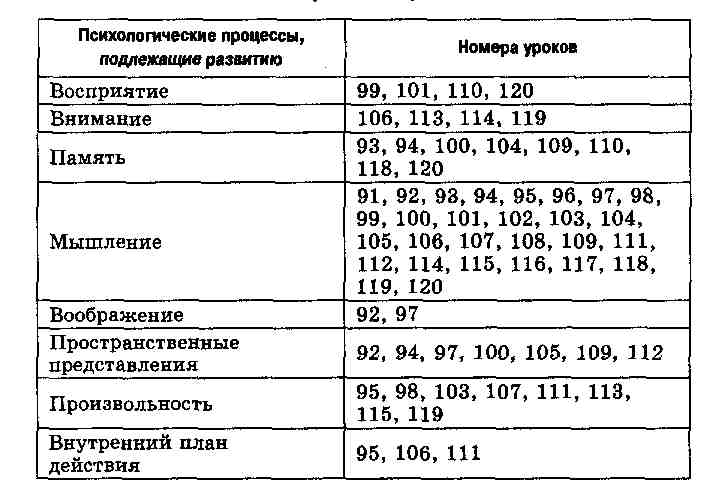 Психологические процессы, подлежащие развитию
Номера уроков
Восприятие
99, 101, 110, 120
Внимание
106, 113, 114, 119
Память
93, 94, 100, 104, 109, 110,
118, 120
Мышление
91, 92, 93, 94, 95, 96, 97, 98,
99, 100, 101, 102, 103, 104,
105, 106, 107, 108, 109, 111,
112, 114, 115, 116, 117, 118,
119, 120
Воображение
92, 97
Пространственные
представления
92, 94, 97, 100, 105, 109, 112
Произвольность
95, 98, 103, 107, 111, 113,
115, 119
Внутренний план
действия
95, 106, 111